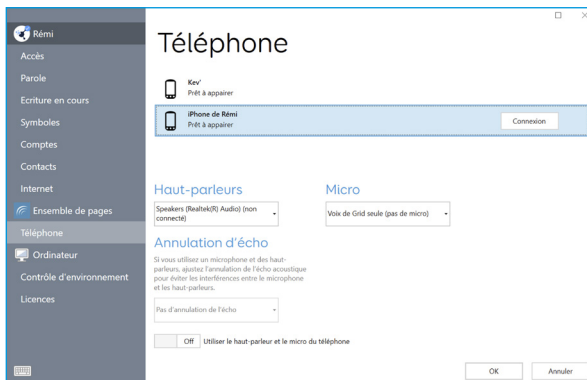 Rémi
Accès
Parole
Ecriture en cours
Symboles
Comptes
Contacts
Internet
Ensemble de pages
Téléphone
Ordinateur
Contrôle d'environnement
Licences
Téléphone
Kev'
Prêt à appairer
iPhone de Rémi
Prêt à appairer
Connexion
Haut-parleurs
Speakers (Realtek(R) Audio) (non
connecté)
Micro
Voix de Grid seule (pas de micro)
Annulation d'écho
Si vous utilisez un microphone et des haut-
parleurs, ajustez l'annulation de l'écho acoustique
pour éviter les interférences entre le microphone
et les haut-parleurs.
Pas d'annulation de l'écho
Off Utiliser le haut-parleur et le micro du téléphone
OK
Annuler